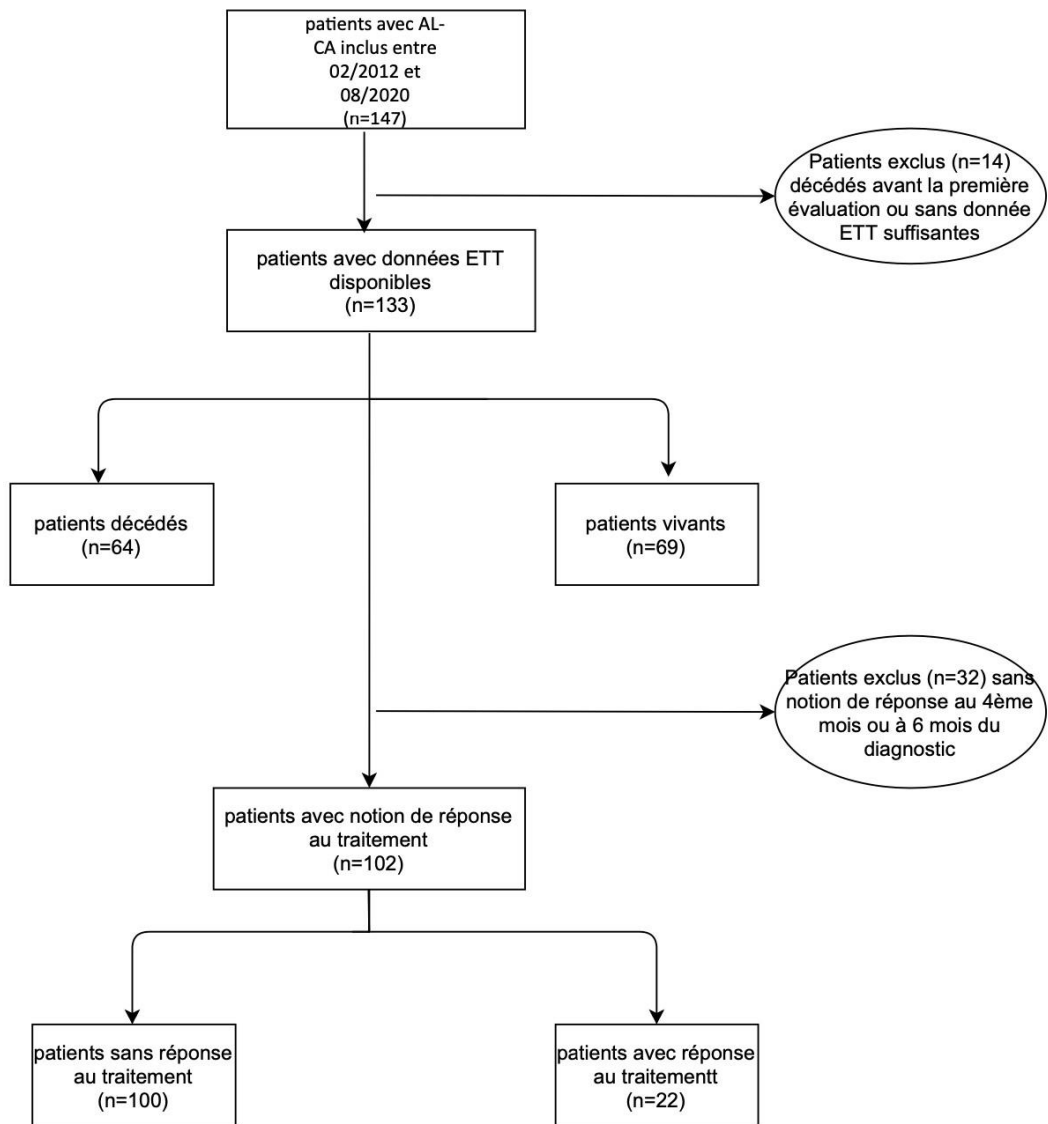 patients avec AL-
CA inclus entre
02/2012 et
08/2020
(n=147)
Patients exclus (n=14)
décédés avant la première
évaluation ou sans donnée
ETT suffisantes
patients avec données ETT
disponibles
(n=133)
patients décédés
(n=64)
patients vivants
(n=69)
Patients exclus (n=32) sans
notion de réponse au 4ème
mois ou à 6 mois du
diagnostic
patients avec notion de réponse
au traitement
(n=102)
patients sans réponse
au traitement
(n=100)
patients avec réponse
au traitementt
(n=22)